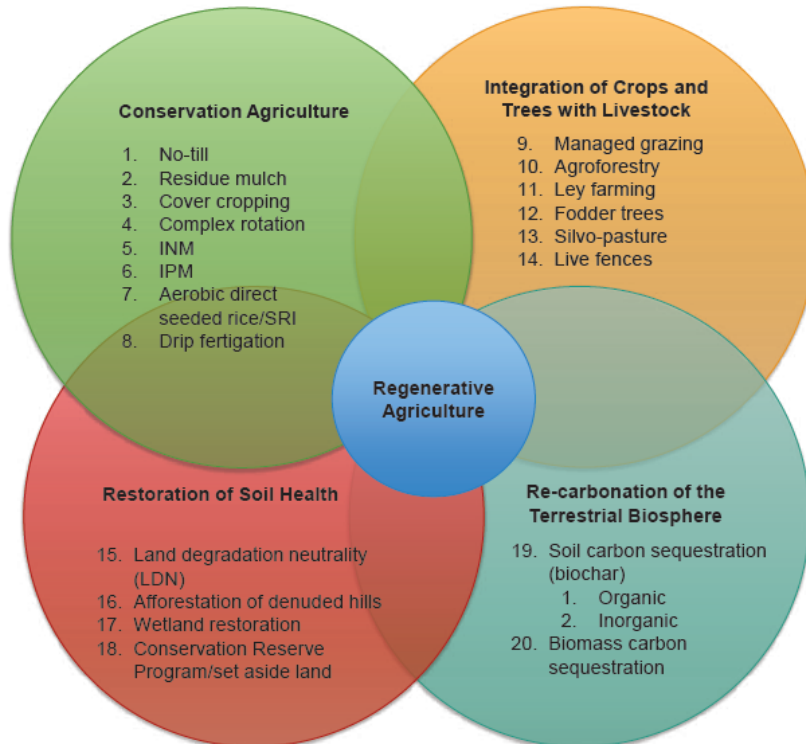 Conservation Agriculture
1. No-till
2. Residue mulch
3. Cover cropping
4. Complex rotation
5. INM
6. IPM
7. Aerobic direct
seeded rice/SRI
8. Drip fertigation
Integration of Crops and
Trees with Livestock
9. Managed grazing
10. Agroforestry
11. Ley farming
12. Fodder trees
13. Silvo-pasture
14. Live fences
Regenerative
Agriculture
Restoration of Soil Health
15. Land degradation neutrality
(LDN)
16. Afforestation of denuded hills
17. Wetland restoration
18. Conservation Reserve
Program/set aside land
Re-carbonation of the
Terrestrial Biosphere
19. Soil carbon sequestration
(biochar)
1. Organic
2. Inorganic
20. Biomass carbon
sequestration